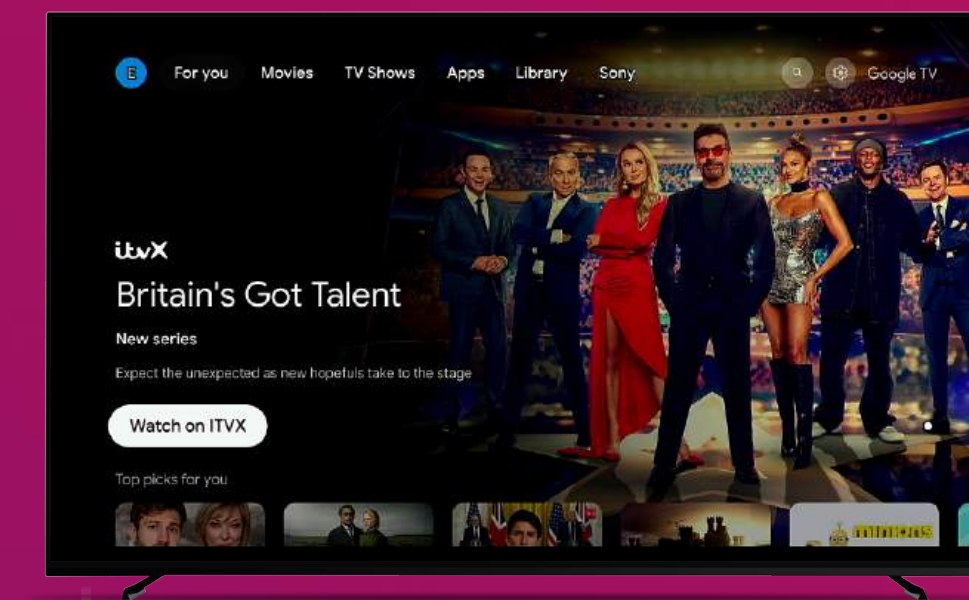 E For you Movies TV Shows Apps Library Sony Google TV
itvX
Britain's Got Talent
New series
Expect the unexpected as new hopefuls take to the stage
Watch on ITVX
Top picks for you
minions